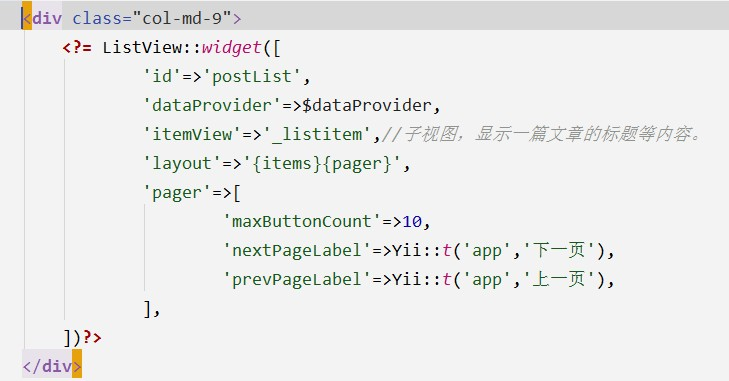 <div class="col-md-9">
<?= ListView::widget([
'id'=>'postList',
'dataProvider'=>$dataProvider,
'itemView'=>'_listitem',//子视图，显示一篇文章的标题等内容。
'layout'=>'{items}{pager}',
'pager'=>[
'maxButtonCount'=>10,
'nextPageLabel'=>Yii::t('app','下一页'),
'prevPageLabel'=>Yii::t('app','上一页'),
],
])?>
</div>